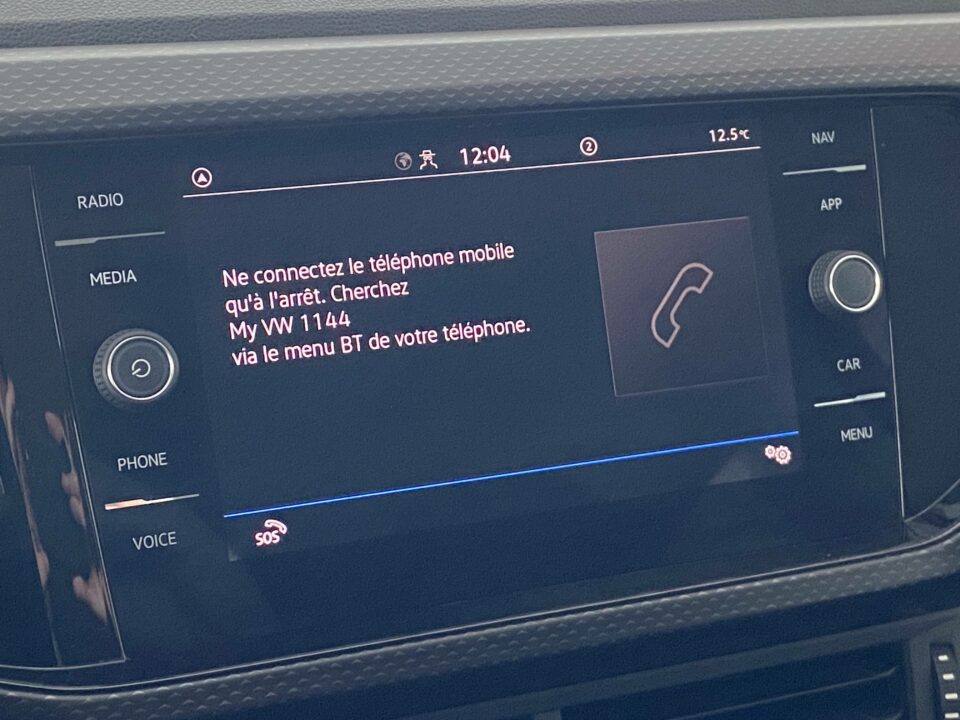 12:04
2
12.5°C
NAV
RADIO
APP
MEDIA
Ne connectez le téléphone mobile
qu'à l'arrêt. Cherchez
My VW 1144
via le menu BT de votre téléphone.
CAR
MENU
PHONE
VOICE
SOS